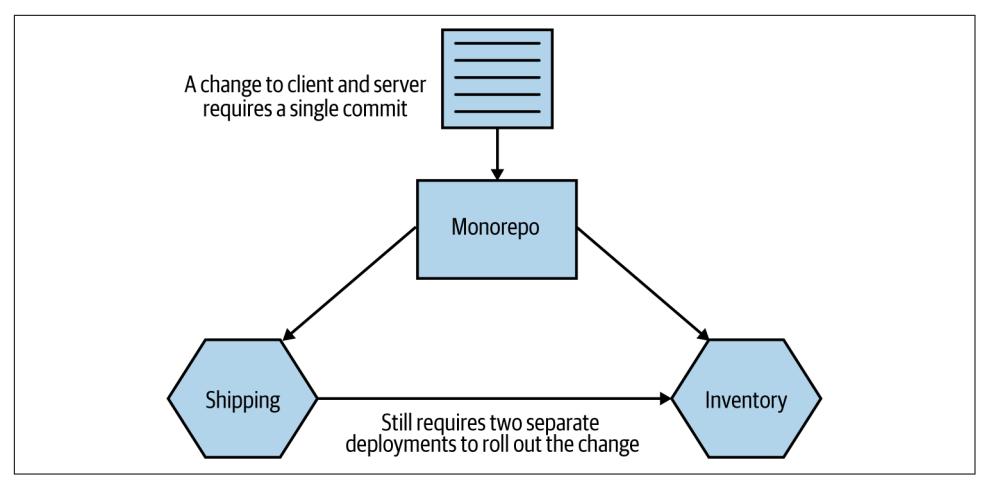 A change to client and server
requires a single commit
Monorepo
Shipping
Inventory
Still requires two separate
deployments to roll out the change